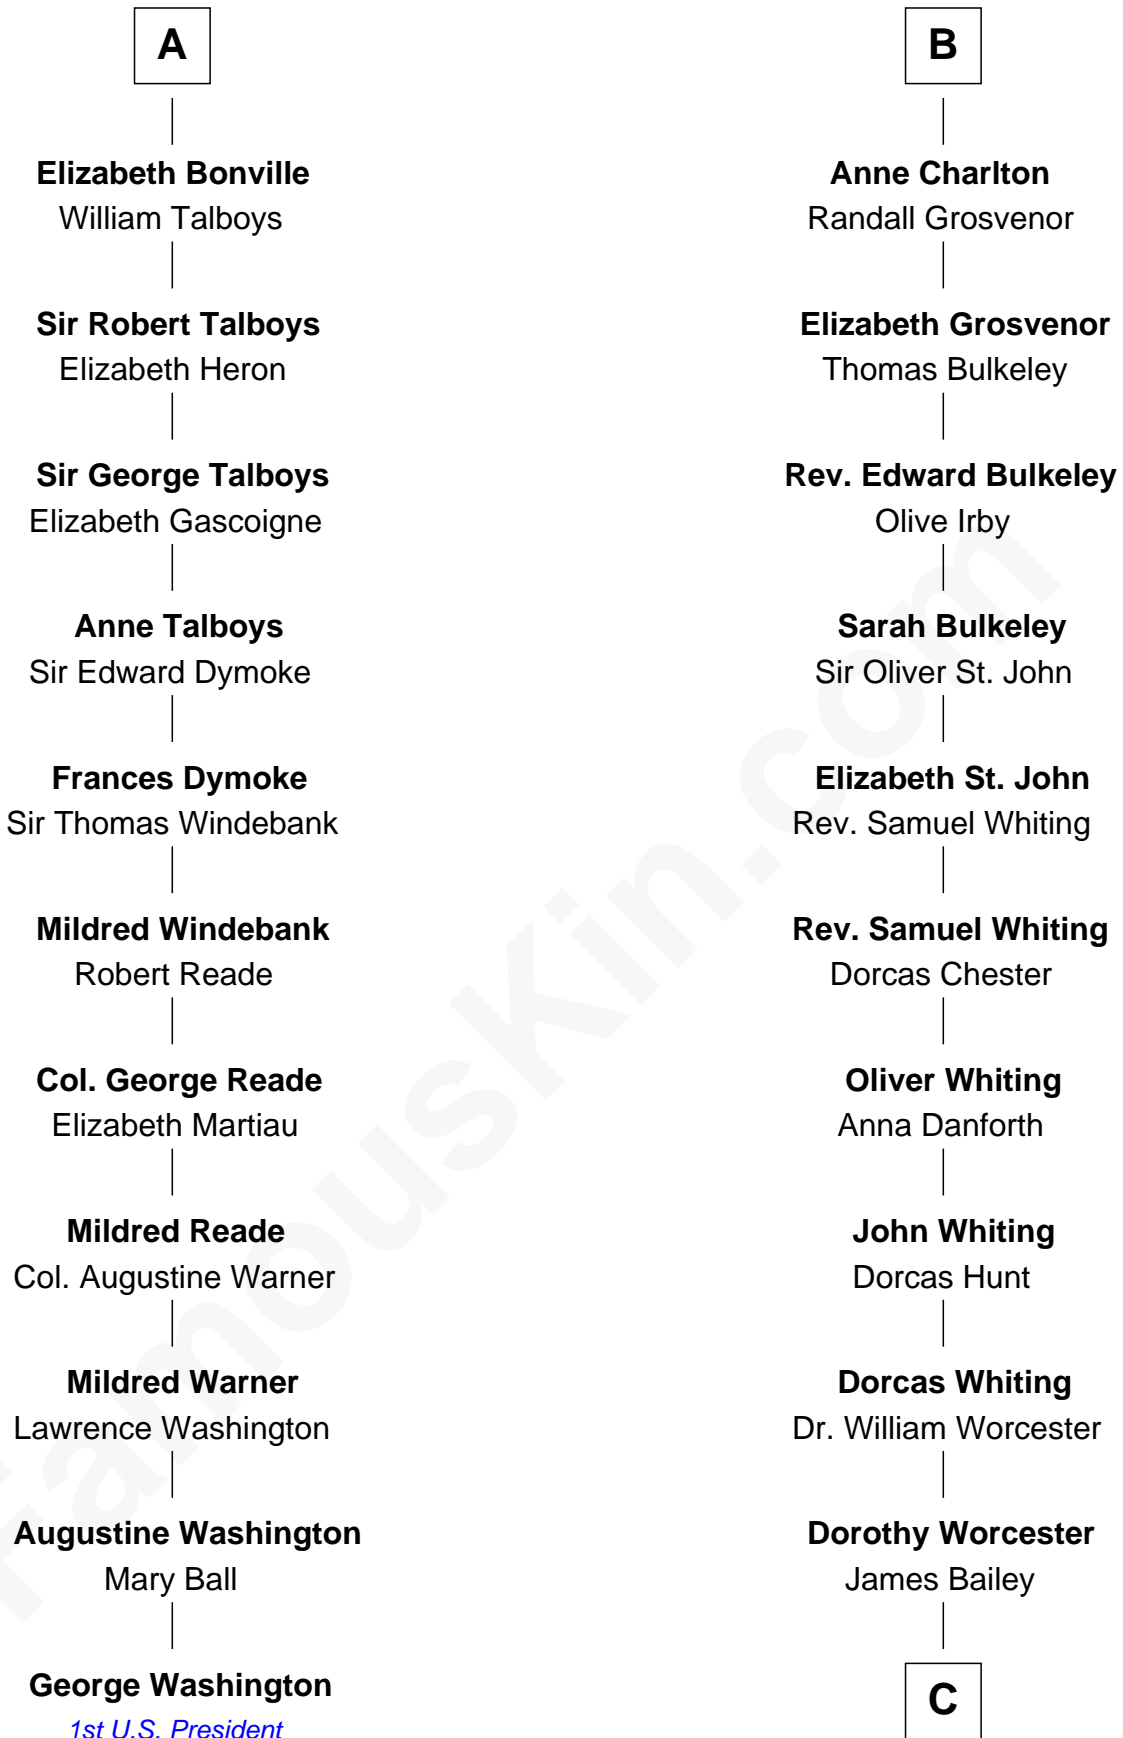 A
Elizabeth Bonville
William Talboys
Sir Robert Talboys
Elizabeth Heron
Sir George Talboys
Elizabeth Gascoigne
Anne Talboys
Sir Edward Dymoke
Frances Dymoke
Sir Thomas Windebank
Mildred Windebank
Robert Reade
Col. George Reade
Elizabeth Martiau
Mildred Reade
Col. Augustine Warner
Mildred Warner
Lawrence Washington
Augustine Washington
Mary Ball
George Washington
1st U.S. President
B
Anne Charlton
Randall Grosvenor
Elizabeth Grosvenor
Thomas Bulkeley
Rev. Edward Bulkeley
Olive Irby
Sarah Bulkeley
Sir Oliver St. John
Elizabeth St. John
Rev. Samuel Whiting
Rev. Samuel Whiting
Dorcas Chester
Oliver Whiting
Anna Danforth
John Whiting
Dorcas Hunt
Dorcas Whiting
Dr. William Worcester
Dorothy Worcester
James Bailey
C
FamousKin.com